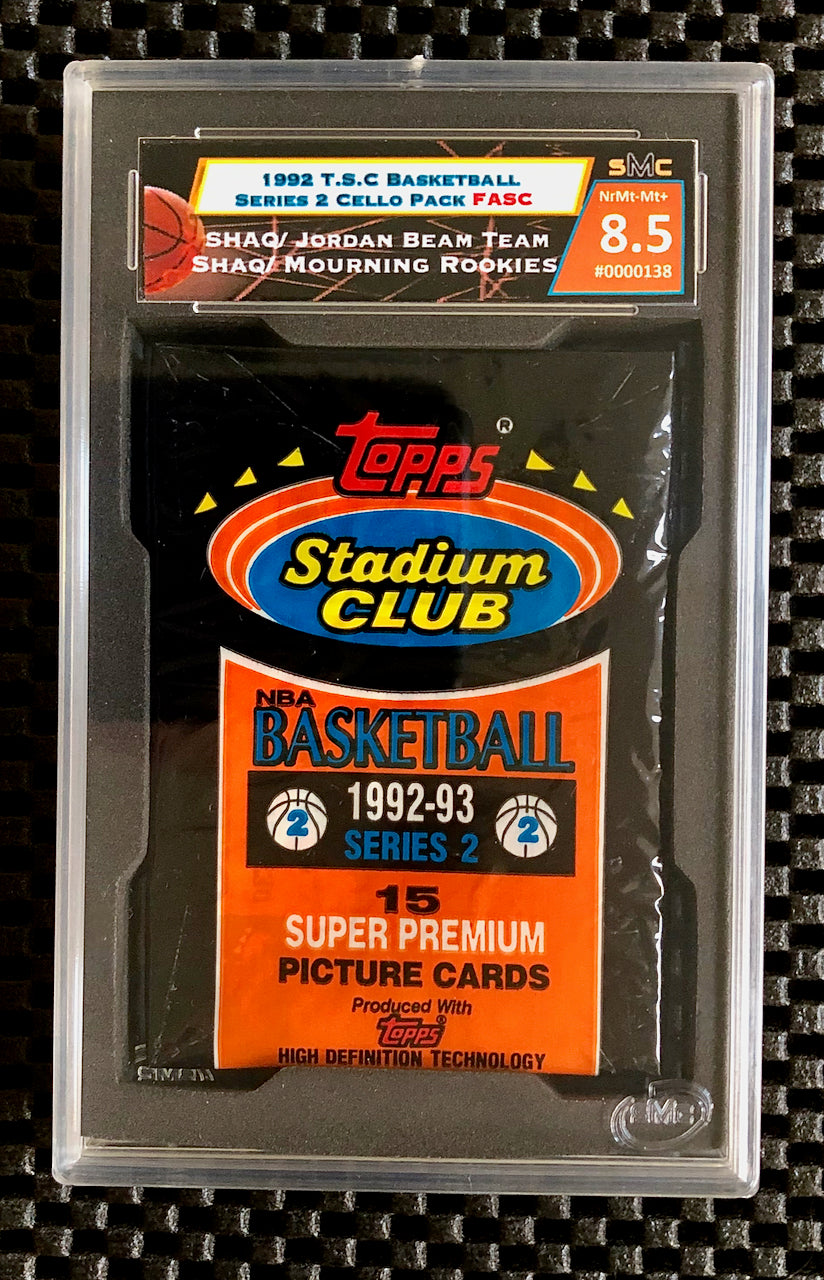 1992 T.S.C Basketball
Series 2 Cello Pack FASC
SHAQ/ Jordan Beam Team
Shaq/ Mourning Rookies
SMC
NrMt-Mt+
8.5
#0000138
Topps ®
Stadium
CLUB
NBA
BASKETBALL
2 1992-93 2
SERIES 2
15
SUPER PREMIUM
PICTURE CARDS
Produced With
Topps®
HIGH DEFINITION TECHNOLOGY
SMC